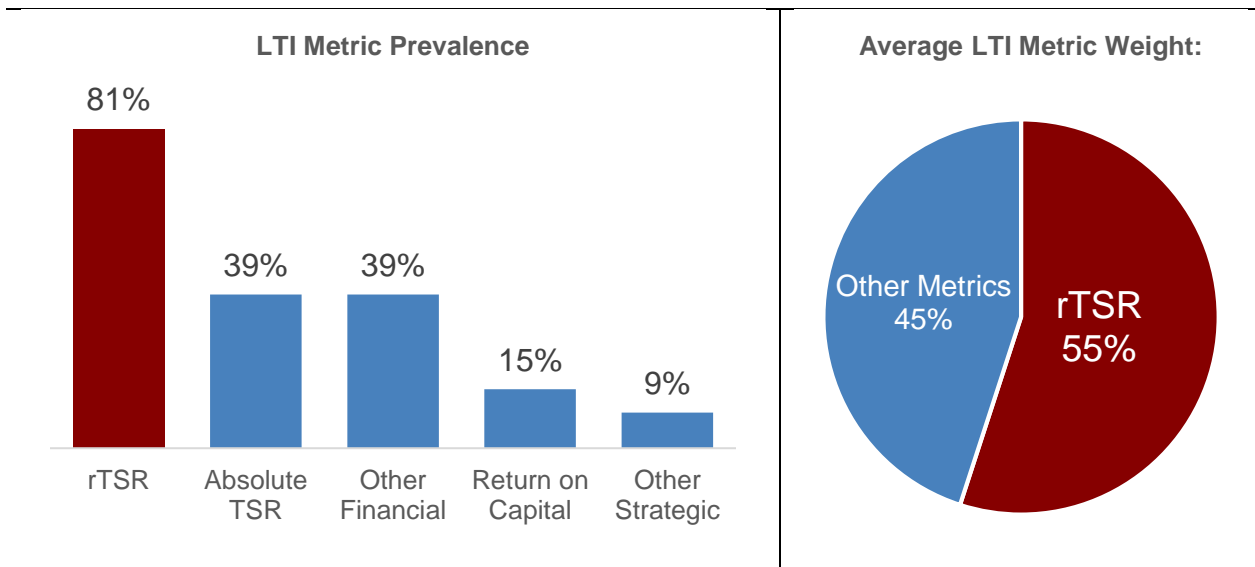 LTI Metric Prevalence
81%
39%
39%
15%
9%
rTSR
Absolute
TSR
Other
Financial
Return on
Capital
Other
Strategic
Average LTI Metric Weight:
Other Metrics
45%
rTSR
55%